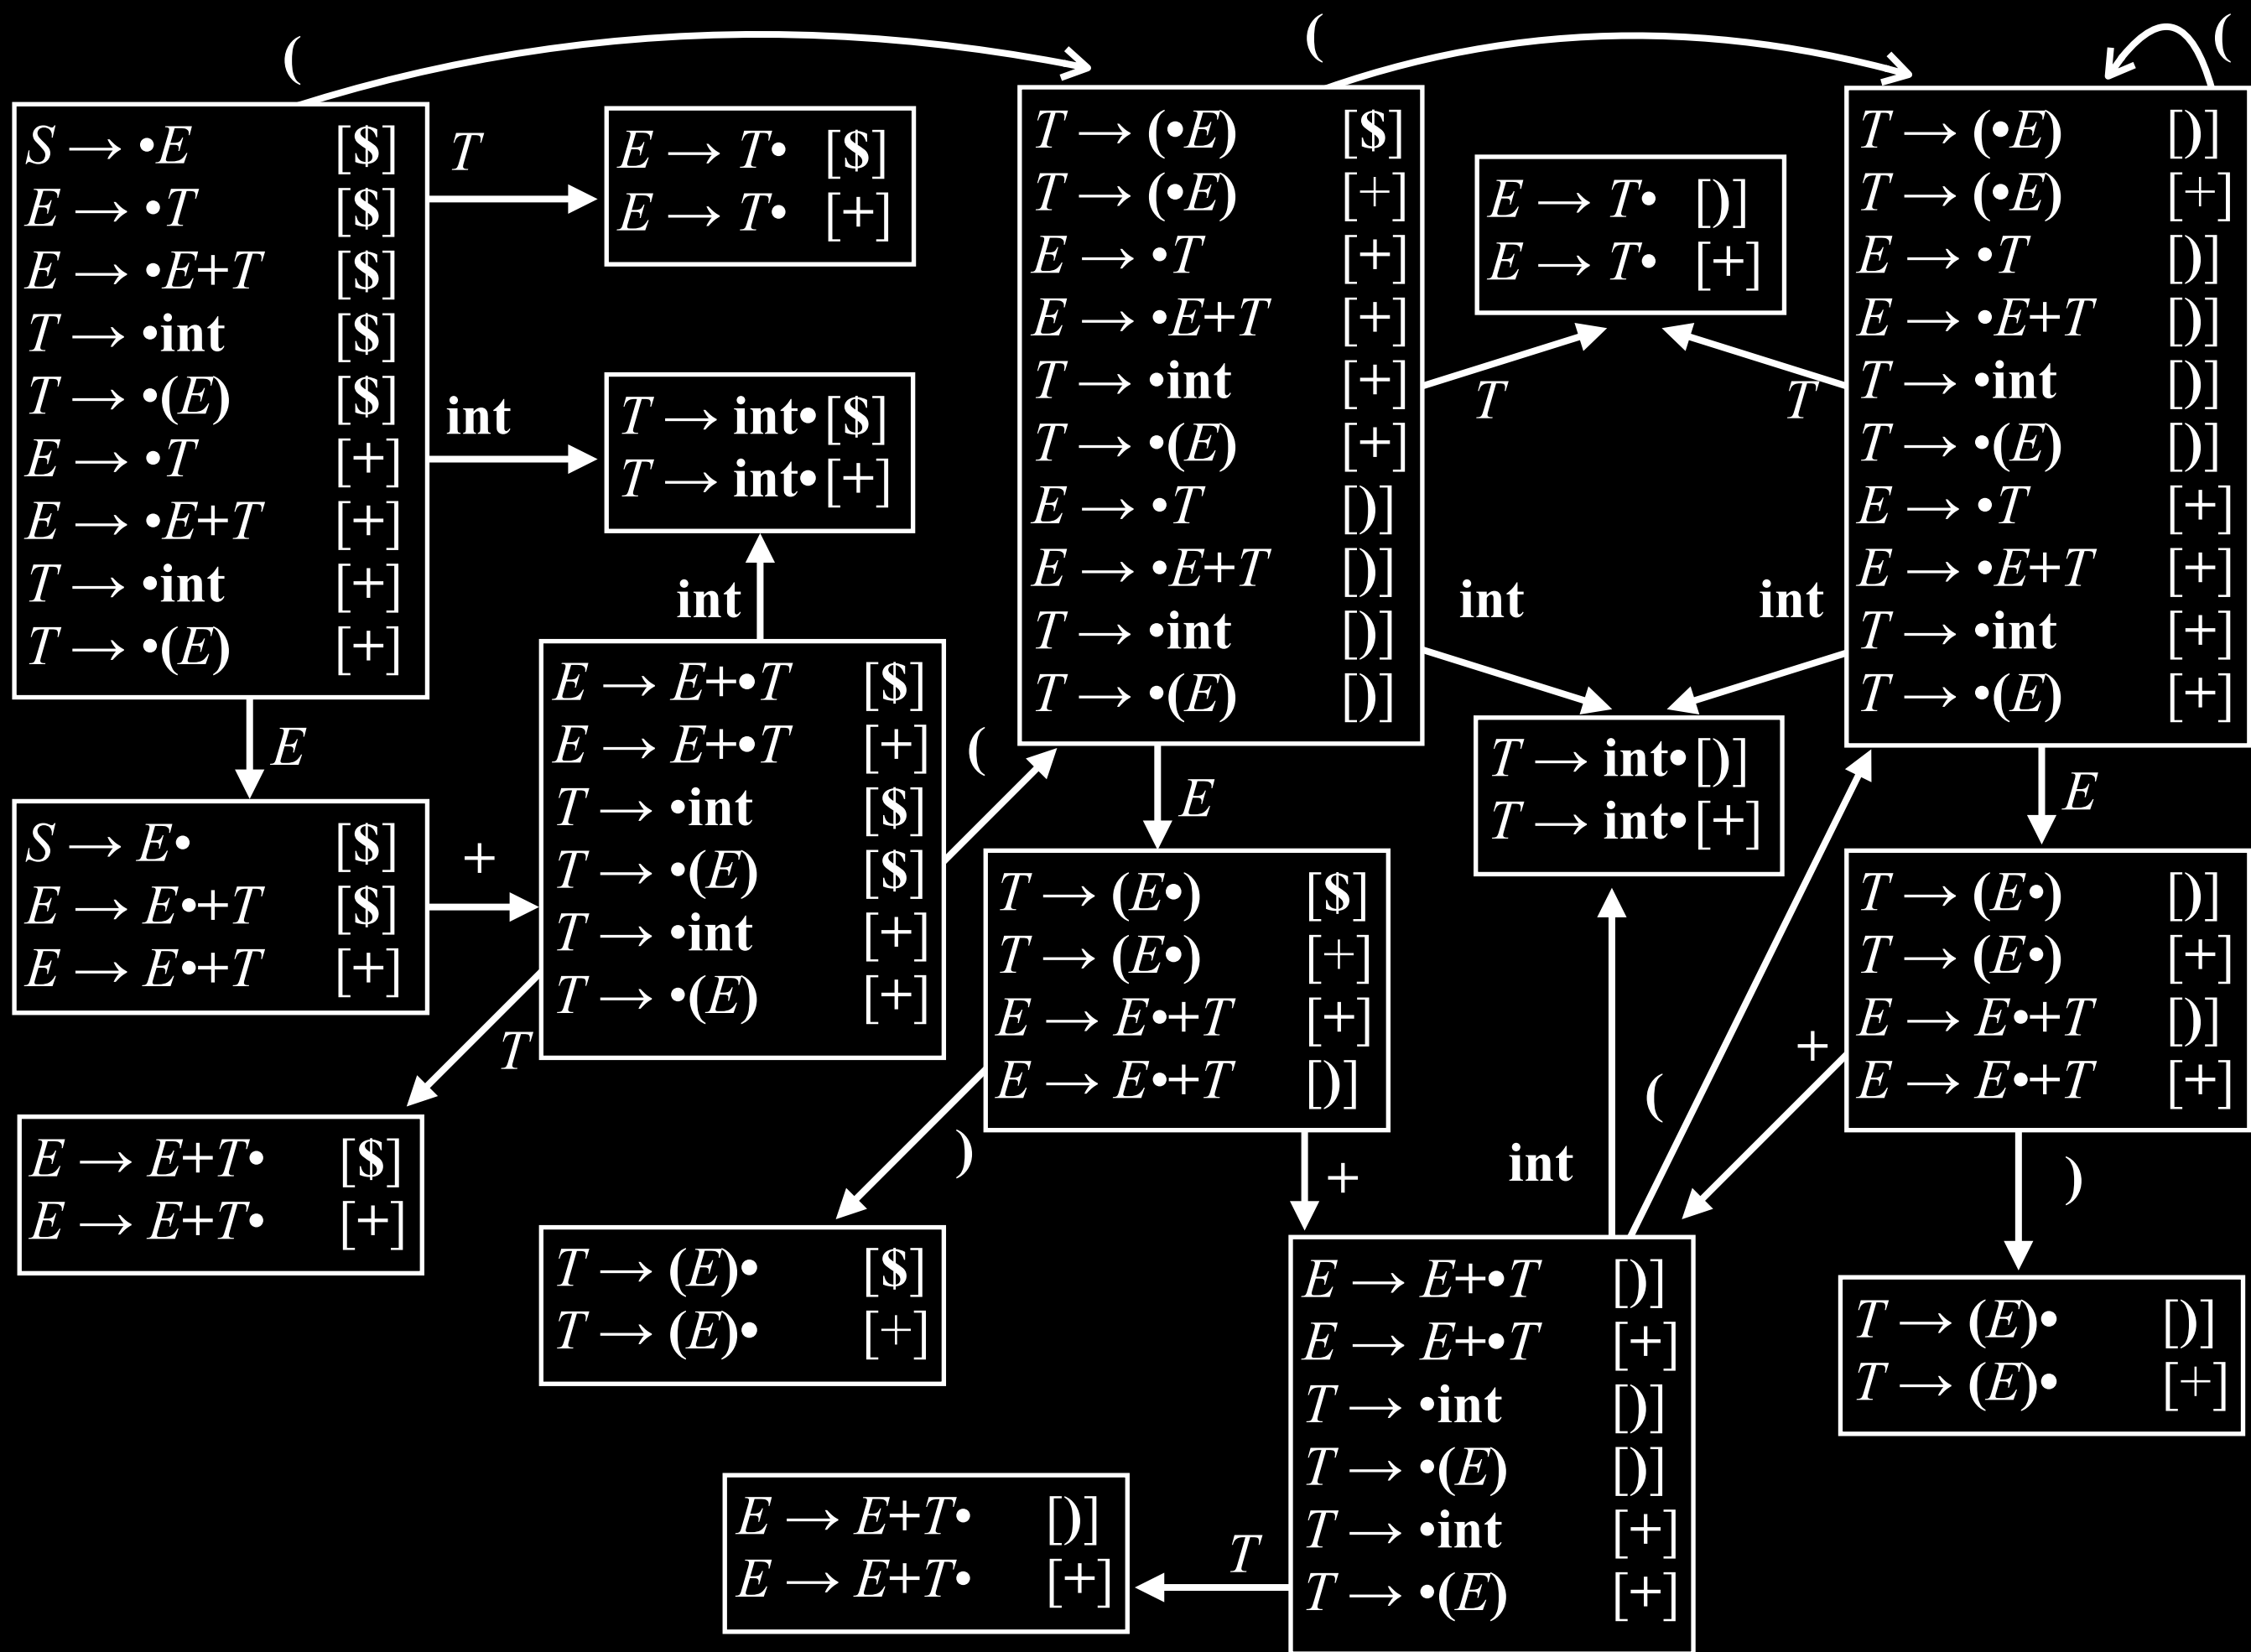 (
(
(
S → ·E [$]
E → ·T [$]
E → ·E+T [$]
T → ·int [$]
T → ·(E) [$]
E → ·T [+]
E → ·E+T [+]
T → ·int [+]
T → ·(E) [+]
T
E → T· [$]
E → T· [+]
int
T → int· [$]
T → int· [+]
int
T → (·E) [$]
T → (·E) [+]
E → ·T [+]
E → ·E+T [+]
T → ·int [+]
T → ·(E) [+]
E → ·T [)]
E → ·E+T [)]
T → ·int [)]
T → ·(E) [)]
E → T· [)]
E → T· [+]
T
T
int
int
T → (·E) [)]
T → (·E) [+]
E → ·T [)]
E → ·E+T [)]
T → ·int [)]
T → ·(E) [)]
E → ·T [+]
E → ·E+T [+]
T → ·int [+]
T → ·(E) [+]
E
S → E· [$]
E → E·+T [$]
E → E·+T [+]
+
E → E+·T [$]
E → E+·T [+]
T → ·int [$]
T → ·(E) [$]
T → ·int [+]
T → ·(E) [+]
(
E
T → (E·) [$]
T → (E·) [+]
E → E·+T [+]
E → E·+T [)]
T → int· [)]
T → int· [+]
E
T → (E·) [)]
T → (E·) [+]
E → E·+T [)]
E → E·+T [+]
T
E → E+T· [$]
E → E+T· [+]
)
+
int
(
+
)
T → (E)· [$]
T → (E)· [+]
E → E+·T [)]
E → E+·T [+]
T → ·int [)]
T → ·(E) [)]
T → ·int [+]
T → ·(E) [+]
T → (E)· [)]
T → (E)· [+]
T
E → E+T· [)]
E → E+T· [+]